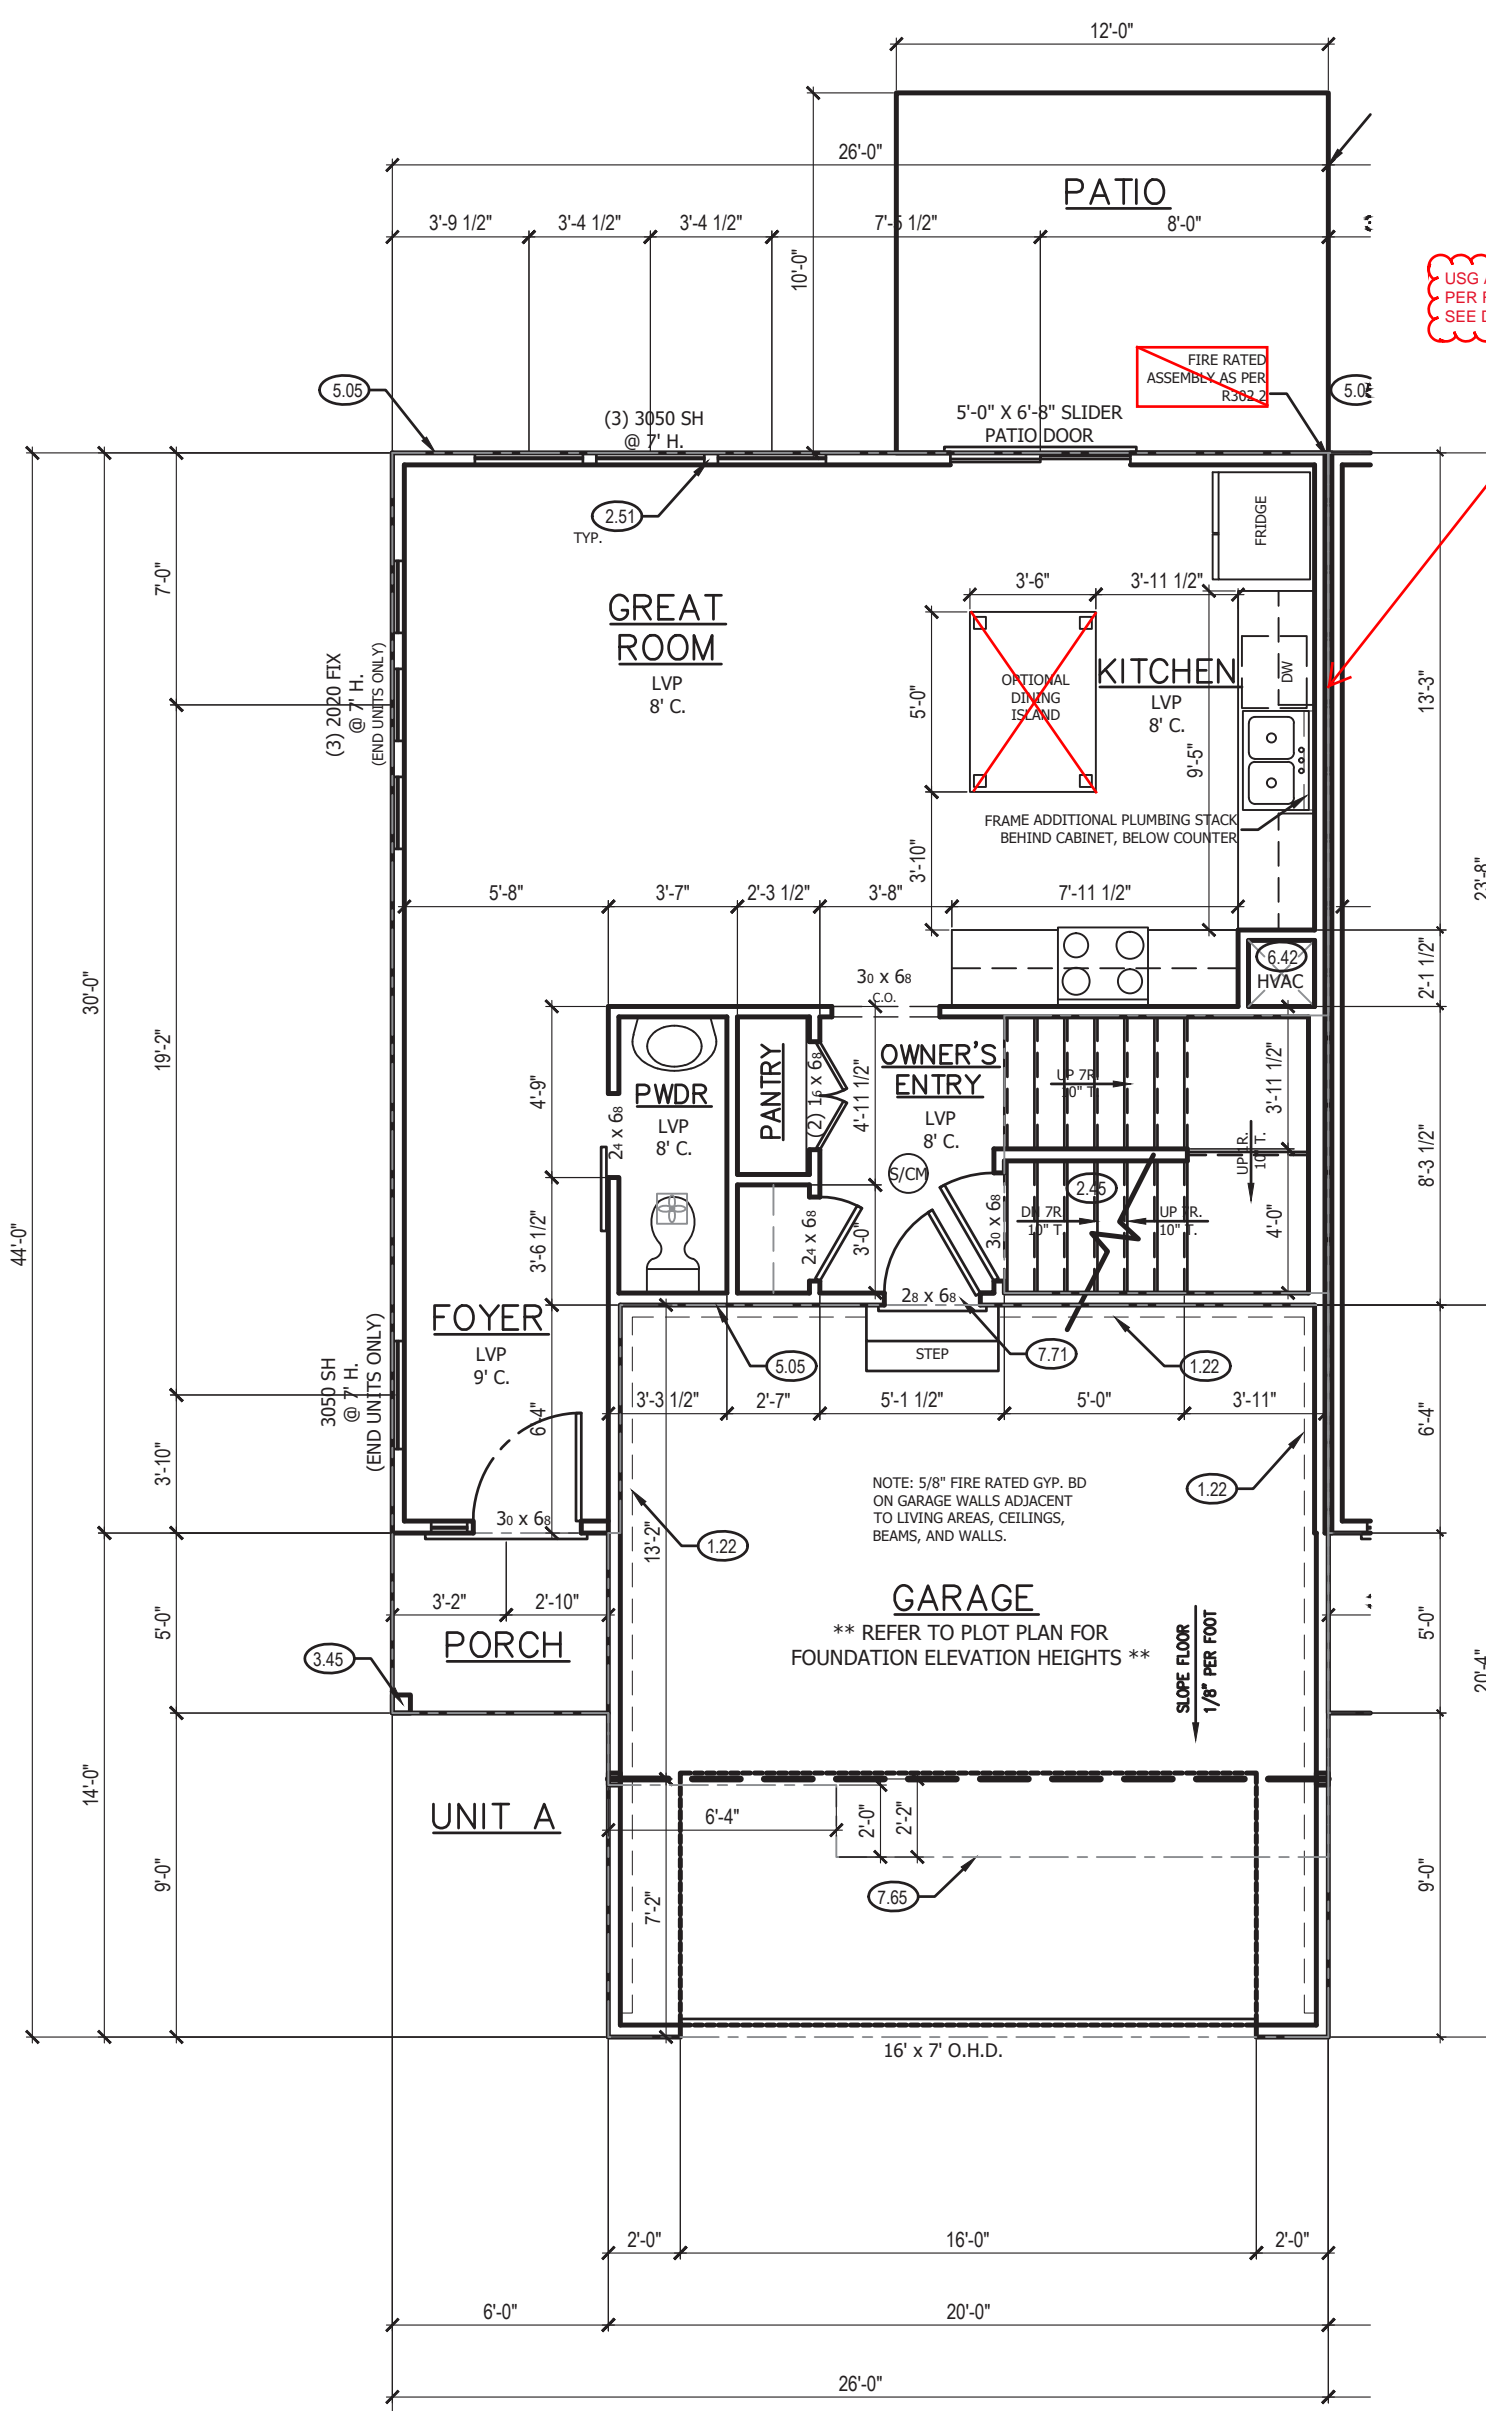 12'-0"
26'-0"
PATIO
3'-9 1/2"
3'-4 1/2"
3'-4 1/2"
7'-5 1/2"
8'-0"
10'-0"
USG
PER
SEE
FIRE RATED
ASSEMBLY AS PER
R302.2
5.05
(3) 3050 SH
@ 7' H.
5'-0" X 6'-8" SLIDER
PATIO DOOR
2.51
TYP.
FRIDGE
7'-0"
3'-6"
3'-11 1/2"
GREAT
ROOM
LVP
8' C.
(3) 2020 FIX
@ 7' H.
(END UNITS ONLY)
5'-0"
OPTIONAL
DINING
ISLAND
KITCHEN
LVP
8' C.
DW
9'-5"
13'-3"
FRAME ADDITIONAL PLUMBING STACK
BEHIND CABINET, BELOW COUNTER
3'-10"
23'-8"
5'-8"
3'-7"
2'-3 1/2"
3'-8"
7'-11 1/2"
30'-0"
19'-2"
44'-0"
30 x 68
C.O.
6.42
HVAC
2'-1 1/2"
4'-9"
PWDR
LVP
8' C.
24 x 68
PANTRY
(2) 16 x 68
4'-11 1/2"
OWNER'S
ENTRY
LVP
8' C.
S/CM
UP 7R.
10" T.
3'-11 1/2"
UP 1R.
10" T.
8'-3 1/2"
2.45
DN 7R.
10" T.
UP 7R.
10" T.
4'-0"
3'-6 1/2"
24 x 68
3'-0"
30 x 68
28 x 68
FOYER
LVP
9' C.
3050 SH
@ 7' H.
(END UNITS ONLY)
STEP
7.71
5.05
1.22
3'-3 1/2"
2'-7"
5'-1 1/2"
5'-0"
3'-11"
6'-4"
6'-4"
3'-10"
NOTE: 5/8" FIRE RATED GYP. BD
ON GARAGE WALLS ADJACENT
TO LIVING AREAS, CEILINGS,
BEAMS, AND WALLS.
1.22
30 x 68
13'-2"
1.22
3'-2"
2'-10"
GARAGE
** REFER TO PLOT PLAN FOR
FOUNDATION ELEVATION HEIGHTS **
5'-0"
PORCH
3.45
SLOPE FLOOR
1/8" PER FOOT
5'-0"
20'-4"
14'-0"
UNIT A
6'-4"
2'-0"
2'-2"
9'-0"
7'-2"
7.65
9'-0"
16' x 7' O.H.D.
2'-0"
16'-0"
2'-0"
6'-0"
20'-0"
26'-0"